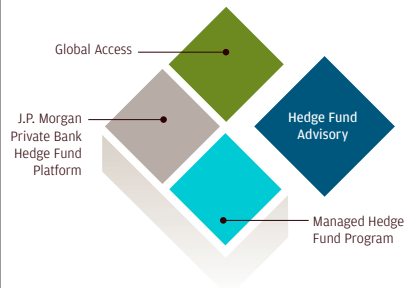 Global Access
J.P. Morgan
Private Bank
Hedge Fund
Platform
Hedge Fund
Advisory
Managed Hedge
Fund Program